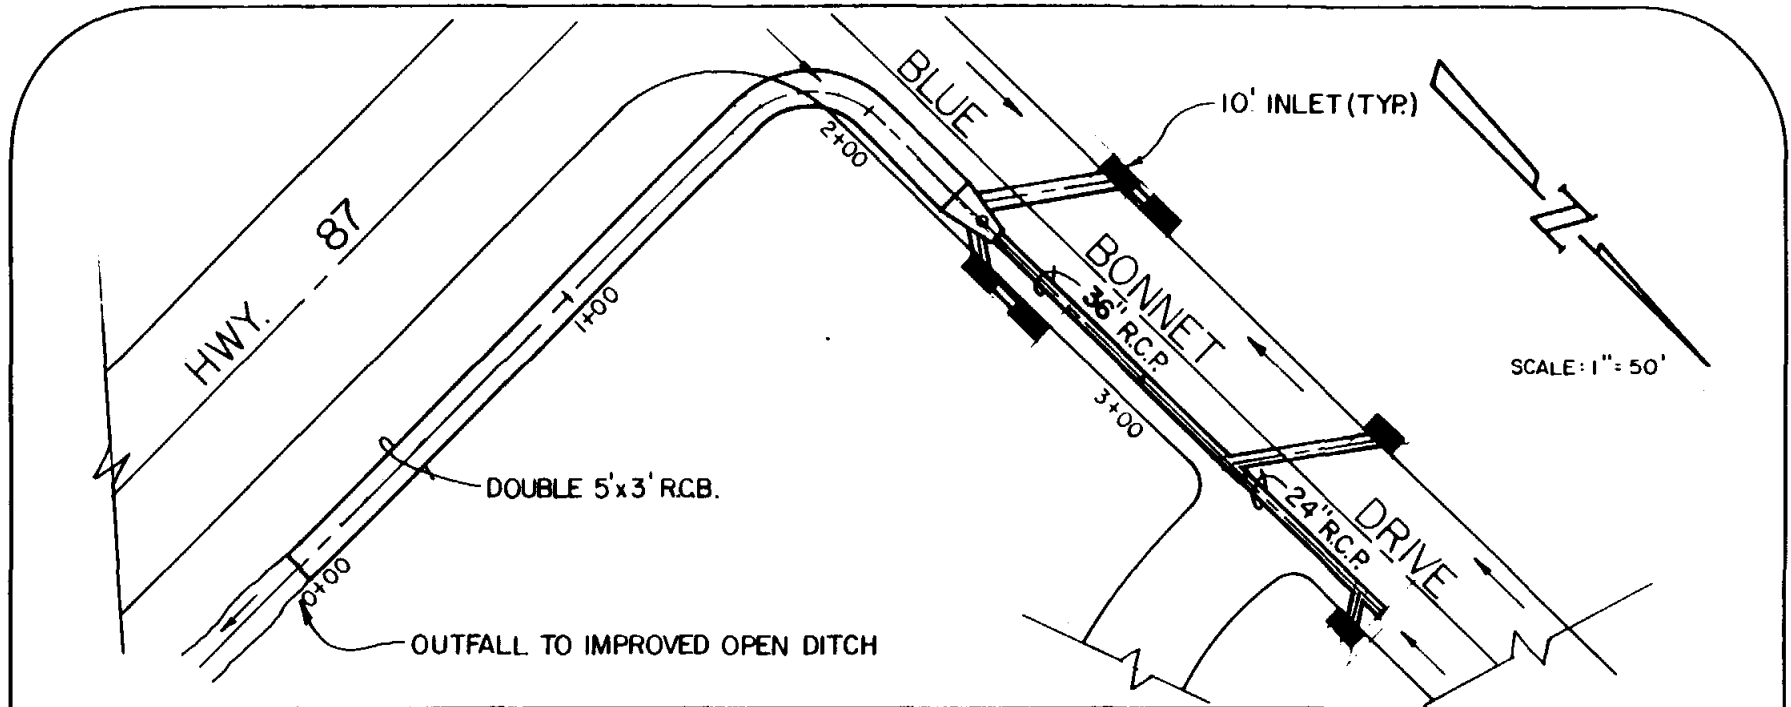 BLUE
BONNET
DRIVE
10' INLET (TYP.)
2+00
HWY. 87
1+00
36" R.C.P.
SCALE: 1" = 50'
3+00
DOUBLE 5'x3' R.C.B.
24" R.C.P.
0+00
OUTFALL TO IMPROVED OPEN DITCH
N